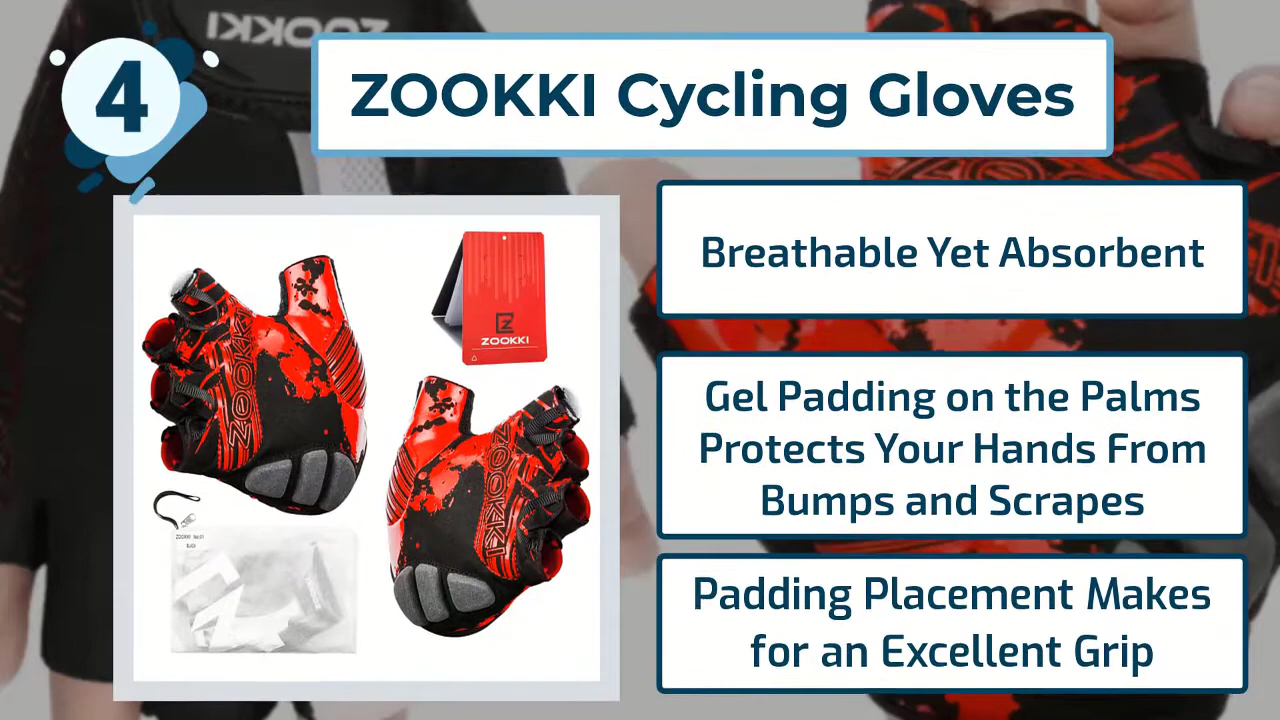 ZOOKKI
4
ZOOKKI Cycling Gloves
Breathable Yet Absorbent
Gel Padding on the Palms
Protects Your Hands From
Bumps and Scrapes
Padding Placement Makes
for an Excellent Grip
ZOOKKI
Z
ZOOKKI
ZOOKKI